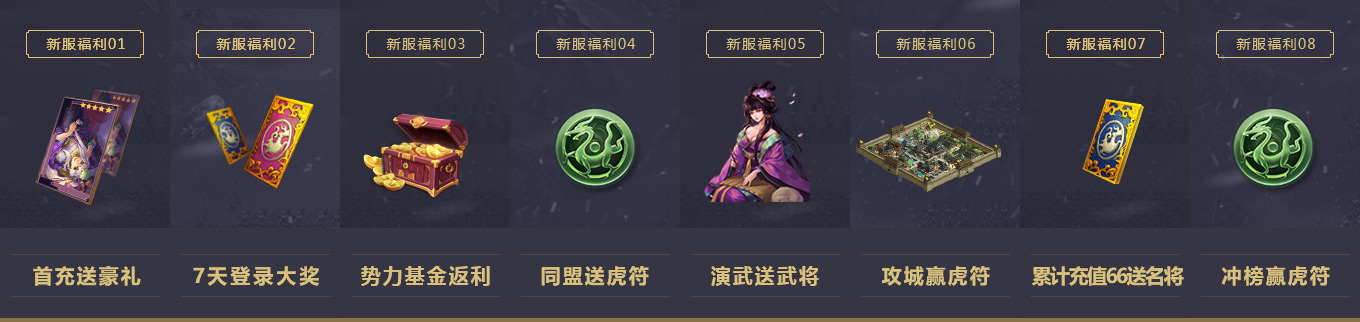 新服福利01
新服福利02
新服福利03
新服福利04
新服福利05
新服福利06
新服福利07
新服福利08
首充送豪礼
7天登录大奖
势力基金返利
同盟送虎符
演武送武将
攻城赢虎符
累计充值66送名将
冲榜赢虎符